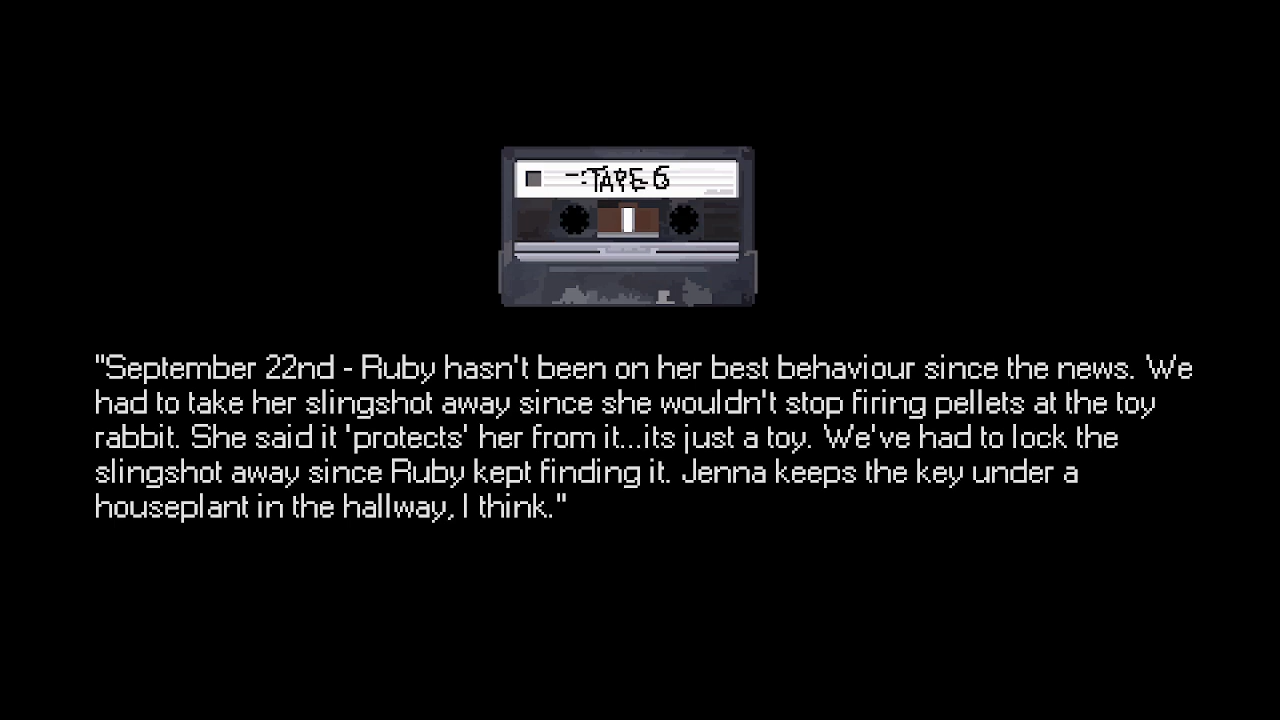 -:TAPE 6
"September 22nd - Ruby hasn't been on her best behaviour since the news. We
had to take her slingshot away since she wouldn't stop firing pellets at the toy
rabbit. She said it 'protects' her from it...its just a toy. We've had to lock the
slingshot away since Ruby kept finding it. Jenna keeps the key under a
houseplant in the hallway, I think."